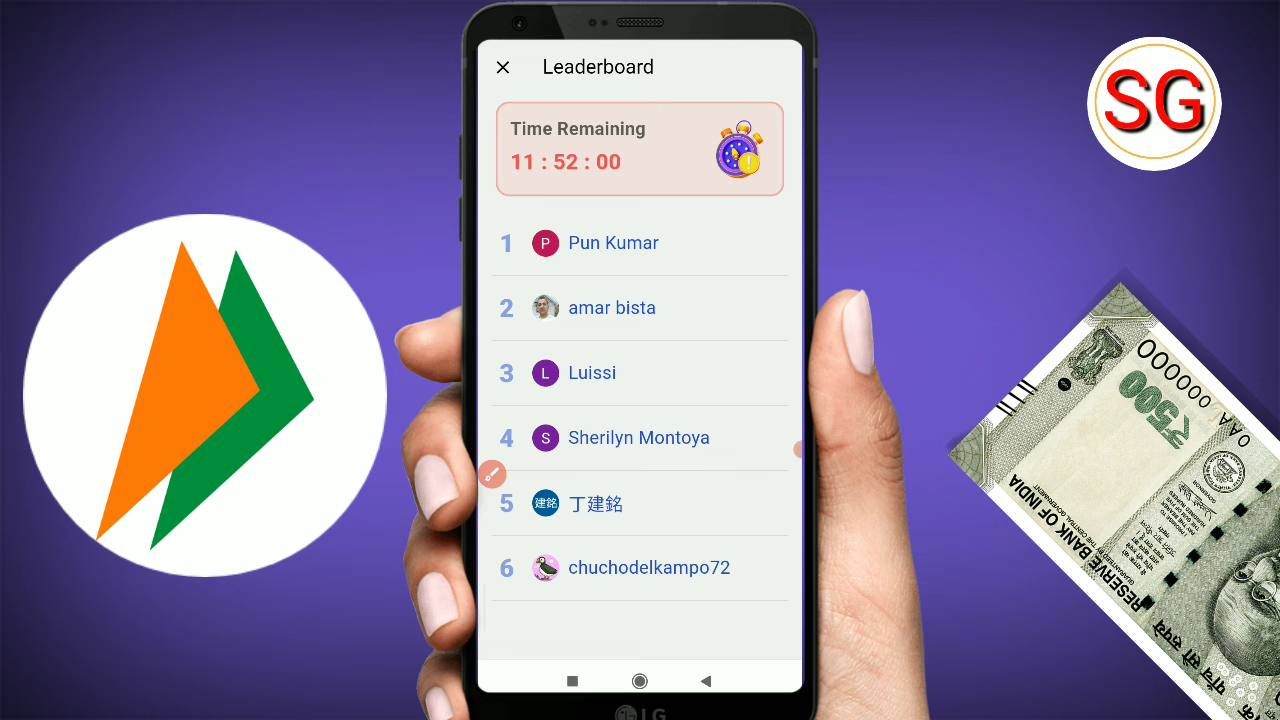 Leaderboard
Time Remaining
11 : 52 : 00
1 P Pun Kumar
2 amar bista
3 L Luissi
4 S Sherilyn Montoya
5 建銘 丁建銘
6 chuchodelkampo72
LG
SG
0AA 000000
₹500
RESERVE BANK OF INDIA
पाँच सौ रुपये